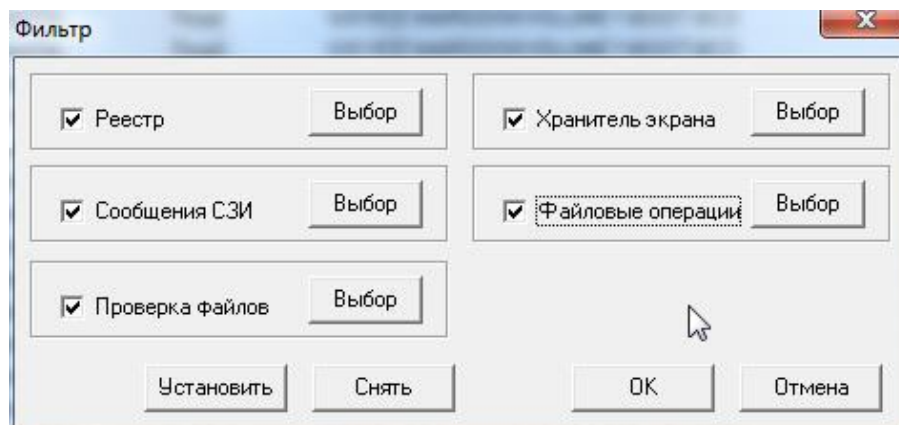 Фильтр
Реестр
Выбор
Хранитель экрана
Выбор
Сообщения СЗИ
Выбор
Файловые операции
Выбор
Проверка файлов
Выбор
Установить
Снять
OK
Отмена